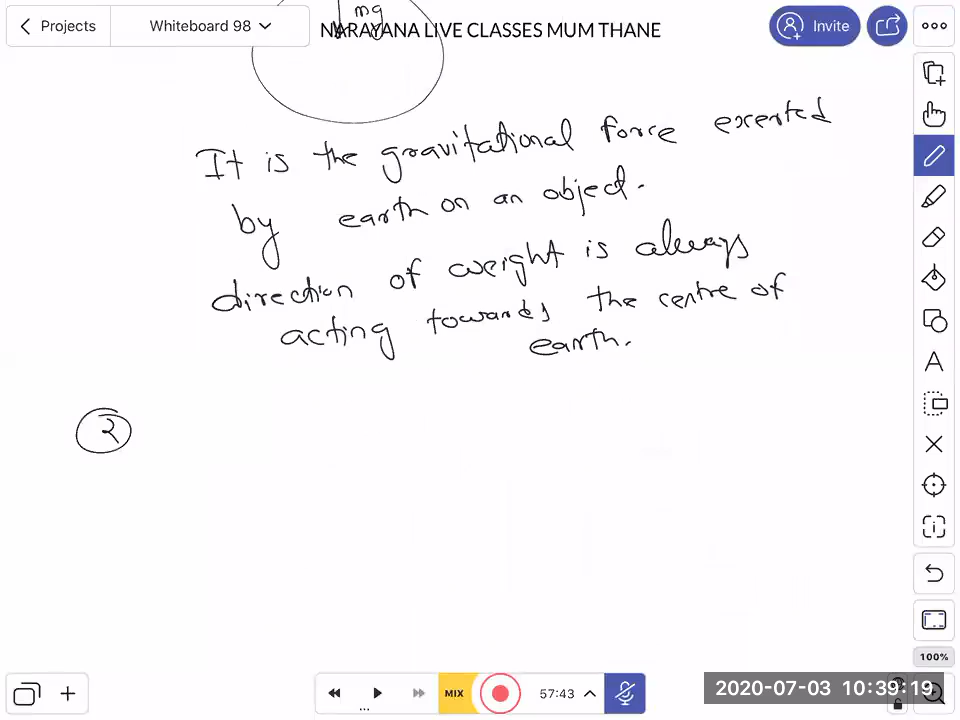 Projects
Whiteboard 98
NARAYANA LIVE CLASSES MUM THANE
Invite
mg
It is the gravitational force exerted
by earth on an object.
direction of weight is always
acting towards the centre of
earth.
2
A
100%
MIX
57:43
2020-07-03 10:39:19